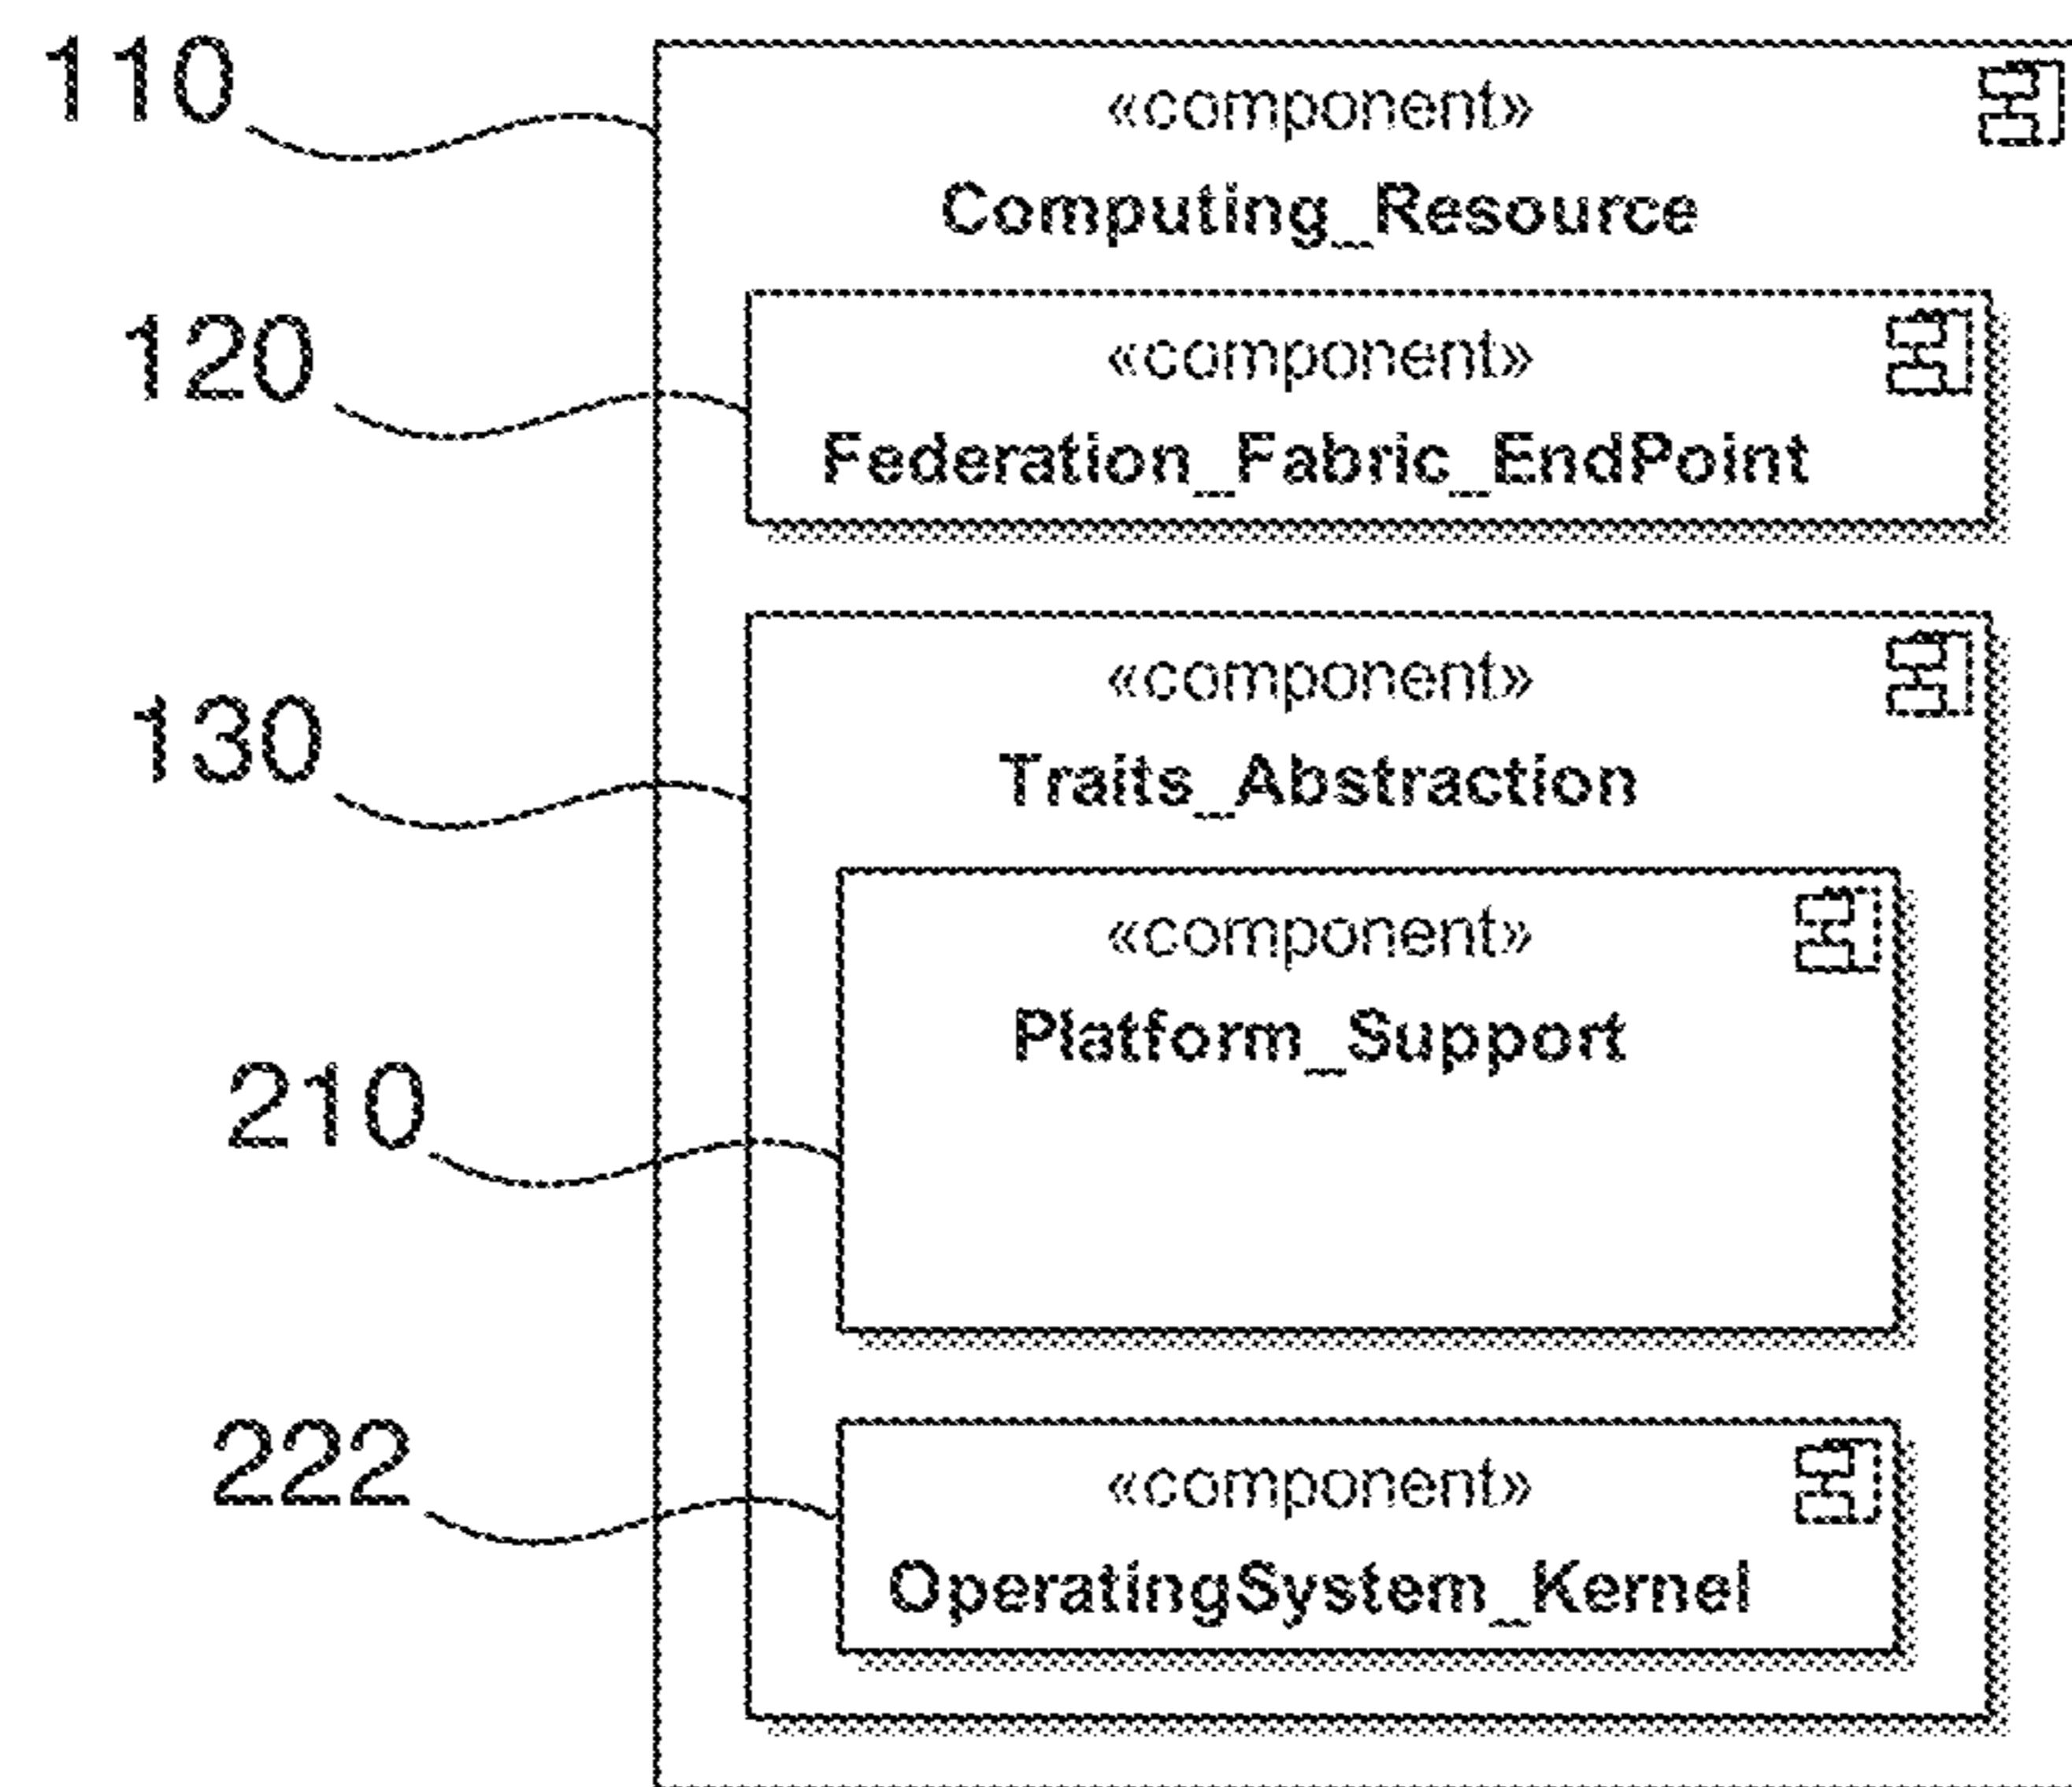 110
«component»
Computing_Resource
120
«component»
Federation_Fabric_EndPoint
130
«component»
Traits_Abstraction
«component»
Platform_Support
210
222
«component»
OperatingSystem_Kernel